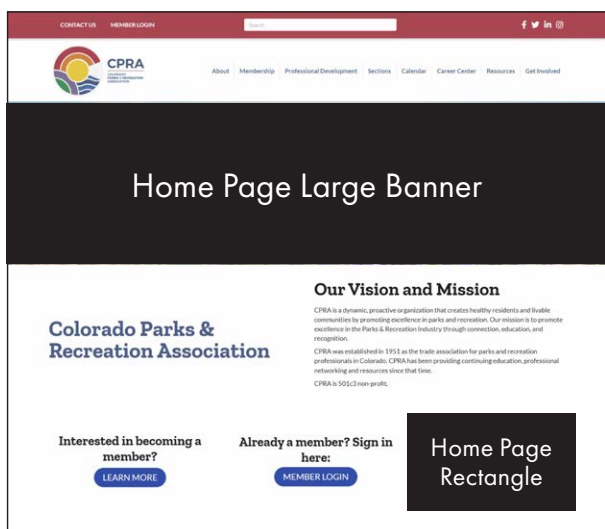 CONTACT US MEMBER LOGIN Search
CPRA
COLORADO
PARKS & RECREATION
ASSOCIATION
About Membership Professional Development Sections Calendar Career Center Resources Get Involved
Home Page Large Banner
Our Vision and Mission
CPRA is a dynamic, proactive organization that creates healthy residents and livable
communities by promoting excellence in parks and recreation. Our mission is to promote
excellence in the Parks & Recreation Industry through connection, education, and
recognition.
CPRA was established in 1951 as the trade association for parks and recreation
professionals in Colorado. CPRA has been providing continuing education, professional
networking and resources since that time.
CPRA is 501c3 non-profit.
Colorado Parks &
Recreation Association
Interested in becoming a
member?
LEARN MORE
Already a member? Sign in
here:
MEMBER LOGIN
Home Page
Rectangle